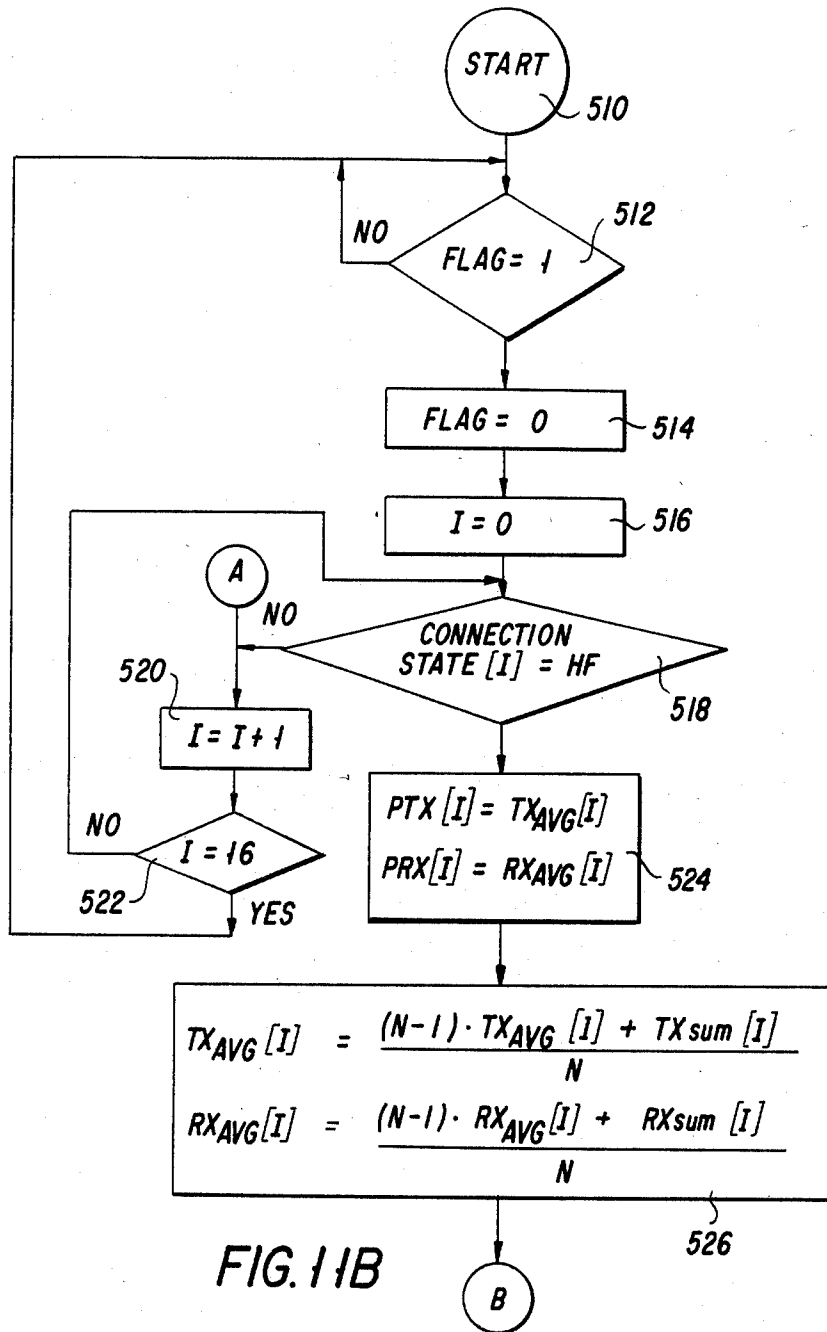 START
510
NO
FLAG = 1
512
FLAG = 0
514
I = 0
516
A
NO
CONNECTION
STATE [I] = HF
518
520
I = I + 1
NO
I = 16
522
YES
PTX [I] = TXAVG[I]
PRX[I] = RXAVG[I]
524
TXAVG [I] = (N-1) · TXAVG [I] + TXsum [I]
N
RXAVG[I] = (N-1) · RXAVG[I] + RXsum [I]
N
526
FIG. 11B
B